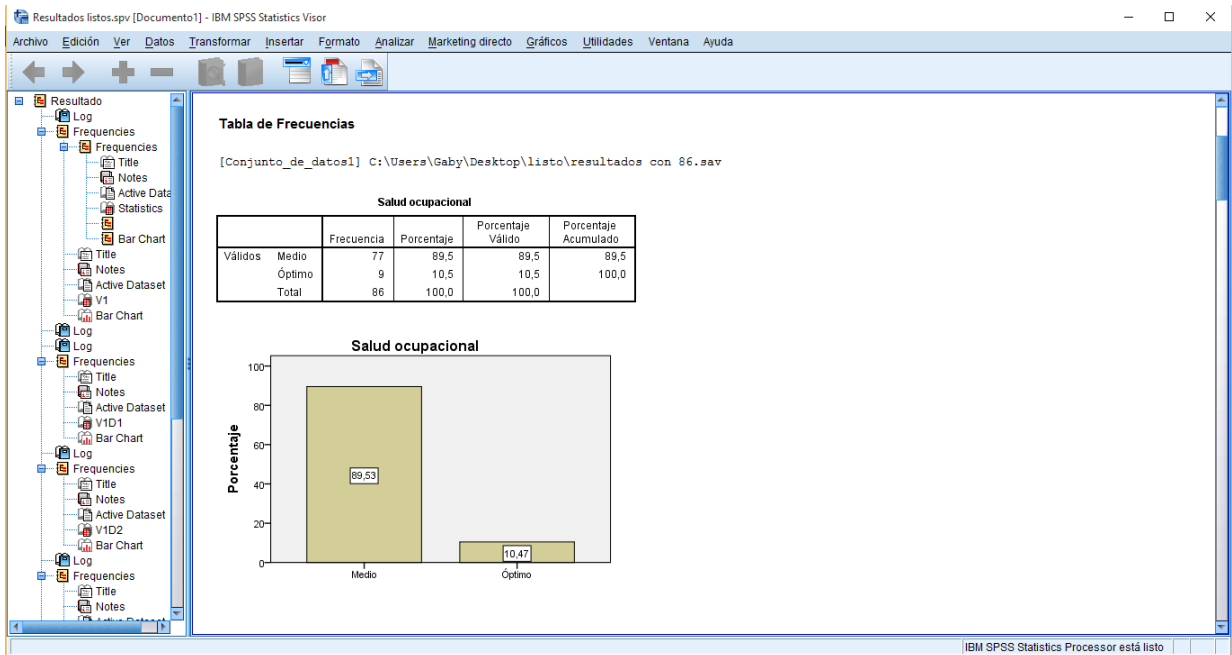 Resultados listos.spv [Documento1] - IBM SPSS Statistics Visor
Archivo Edición Ver Datos Transformar Insertar Formato Analizar Marketing directo Gráficos Utilidades Ventana Ayuda
Resultado
Log
Frequencies
Frequencies
Title
Notes
Active Data
Statistics
Bar Chart
Title
Notes
Active Dataset
V1
Bar Chart
Log
Log
Frequencies
Title
Notes
Active Dataset
V1D1
Bar Chart
Log
Frequencies
Title
Notes
Active Dataset
V1D2
Bar Chart
Log
Frequencies
Title
Notes
Tabla de Frecuencias
[Conjunto_de_datos1] C:\Users\Gaby\Desktop\listo\resultados con 86.sav
Salud ocupacional
Frecuencia Porcentaje Porcentaje Válido Porcentaje Acumulado
Válidos Medio 77 89,5 89,5 89,5
Óptimo 9 10,5 10,5 100,0
Total 86 100,0 100,0
Salud ocupacional
Porcentaje
100
80
60
40
20
0
89,53
10,47
Medio Óptimo
IBM SPSS Statistics Processor está listo